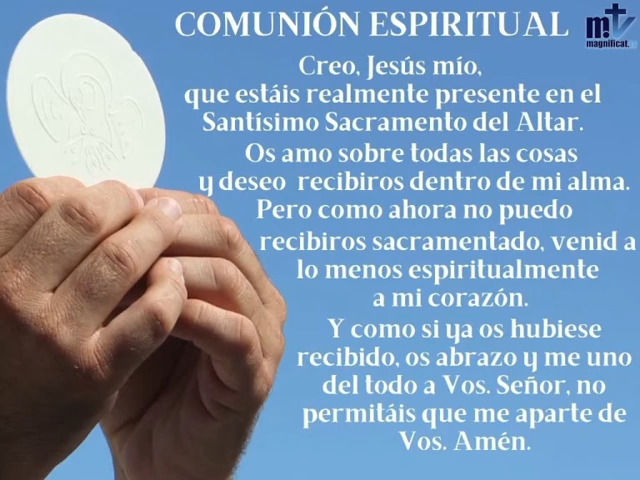 COMUNIÓN ESPIRITUAL
magnificat.
Creo, Jesús mío,
que estáis realmente presente en el
Santísimo Sacramento del Altar.
Os amo sobre todas las cosas
y deseo recibiros dentro de mi alma.
Pero como ahora no puedo
recibiros sacramentado, venid a
lo menos espiritualmente
a mi corazón.
Y como si ya os hubiese
recibido, os abrazo y me uno
del todo a Vos. Señor, no
permitáis que me aparte de
Vos. Amén.